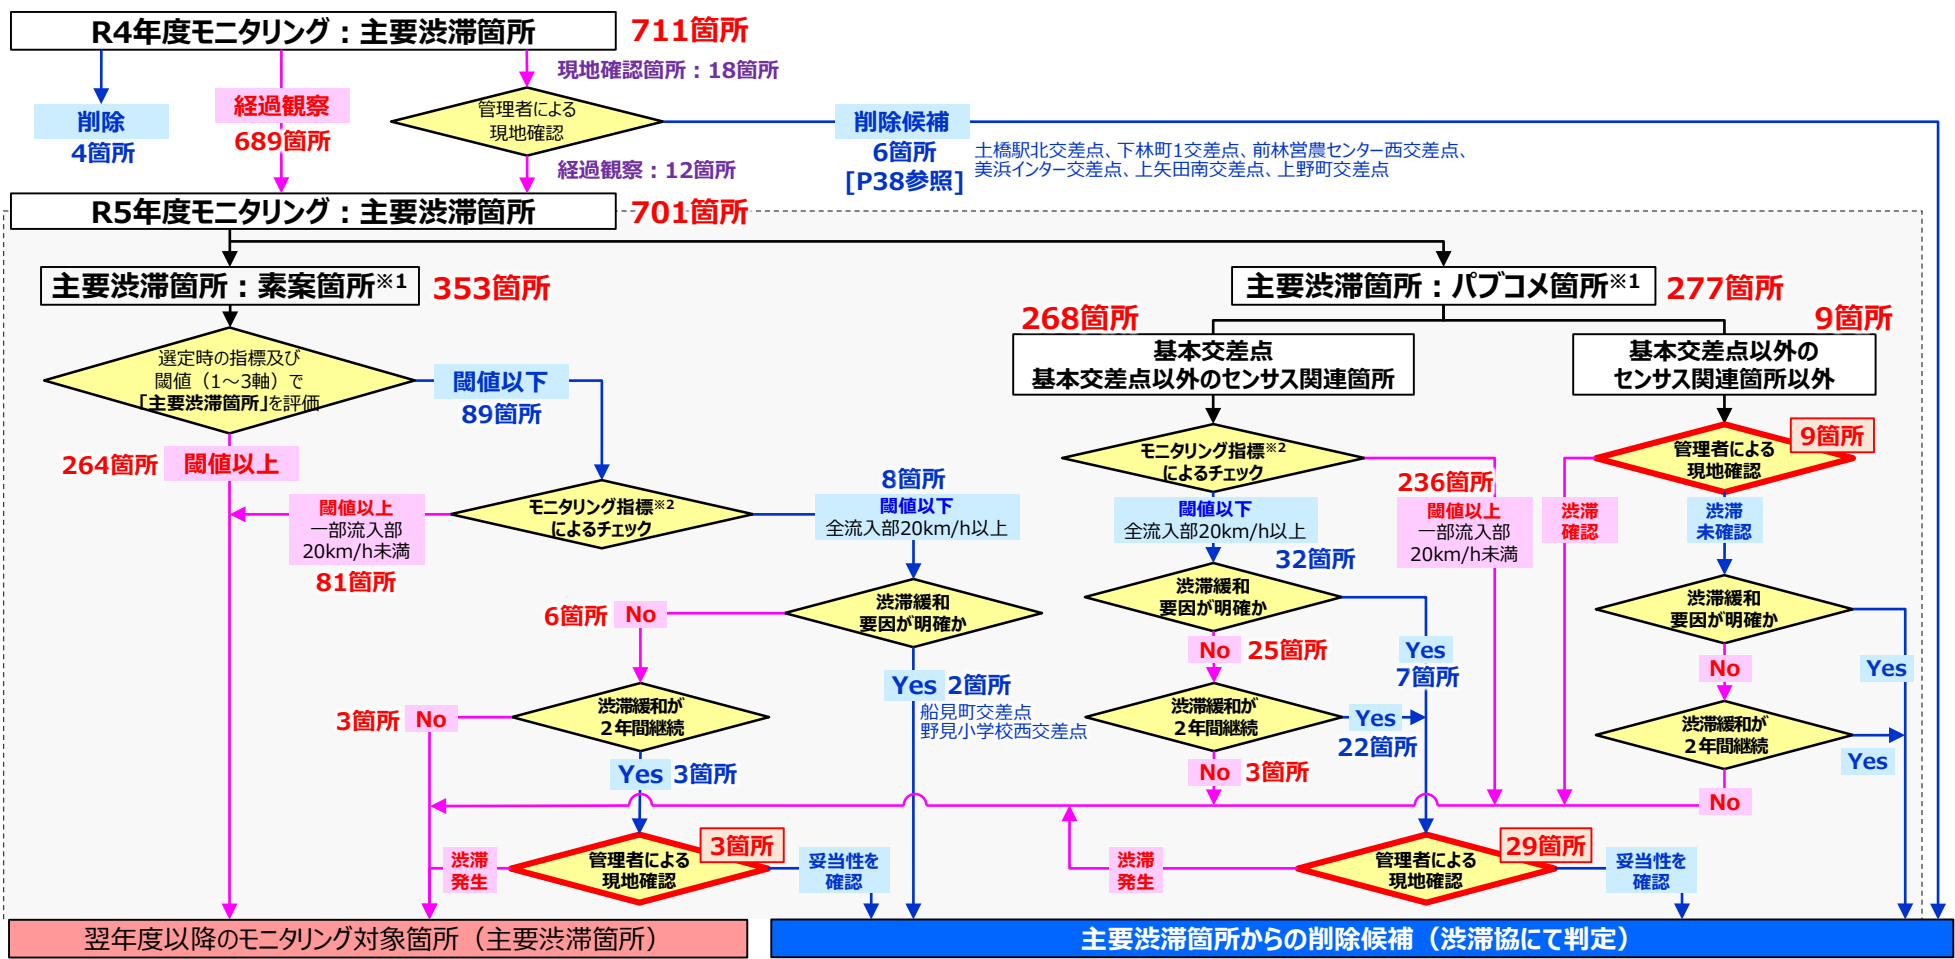 R4年度モニタリング：主要渋滞箇所
711箇所
現地確認箇所：18箇所
削除
4箇所
経過観察
689箇所
管理者による
現地確認
削除候補
6箇所
[P38参照]
土橋駅北交差点、下林町1交差点、前林営農センター西交差点、
美浜インター交差点、上矢田南交差点、上野町交差点
経過観察：12箇所
R5年度モニタリング：主要渋滞箇所
701箇所
主要渋滞箇所：素案箇所※1
353箇所
主要渋滞箇所：パブコメ箇所※1
277箇所
268箇所
9箇所
基本交差点
基本交差点以外のセンサス関連箇所
基本交差点以外の
センサス関連箇所以外
選定時の指標及び
閾値（1～3軸）で
「主要渋滞箇所」を評価
閾値以下
89箇所
264箇所
閾値以上
モニタリング指標※2
によるチェック
閾値以上
一部流入部
20km/h未満
81箇所
8箇所
閾値以下
全流入部20km/h以上
渋滞緩和
要因が明確か
6箇所
No
Yes
2箇所
船見町交差点
野見小学校西交差点
渋滞緩和が
２年間継続
3箇所
No
Yes
3箇所
管理者による
現地確認
3箇所
渋滞
発生
妥当性を
確認
モニタリング指標※2
によるチェック
236箇所
閾値以上
一部流入部
20km/h未満
閾値以下
全流入部20km/h以上
32箇所
渋滞緩和
要因が明確か
No
25箇所
Yes
7箇所
渋滞緩和が
２年間継続
Yes
22箇所
No
3箇所
管理者による
現地確認
29箇所
渋滞
発生
妥当性を
確認
管理者による
現地確認
9箇所
渋滞
確認
渋滞
未確認
渋滞緩和
要因が明確か
No
Yes
渋滞緩和が
２年間継続
Yes
No
翌年度以降のモニタリング対象箇所（主要渋滞箇所）
主要渋滞箇所からの削除候補（渋滞協にて判定）